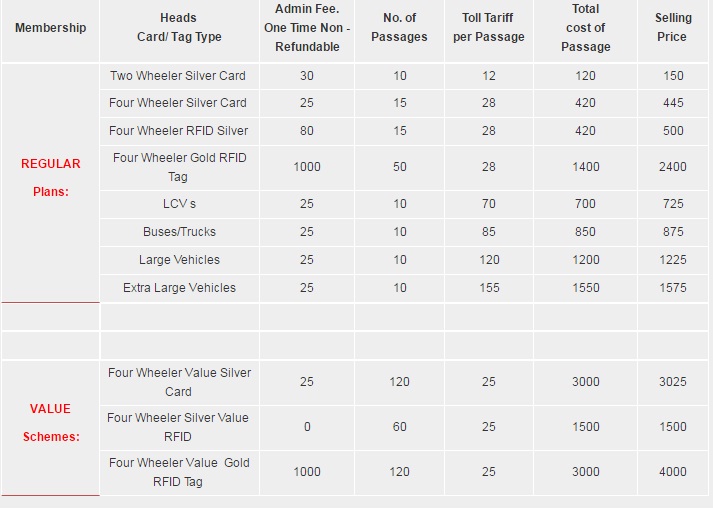 Membership
Heads
Card/ Tag Type
Admin Fee.
One Time Non -
Refundable
No. of
Passages
Toll Tariff
per Passage
Total
cost of
Passage
Selling
Price
REGULAR
Plans:
Two Wheeler Silver Card 30 10 12 120 150
Four Wheeler Silver Card 25 15 28 420 445
Four Wheeler RFID Silver 80 15 28 420 500
Four Wheeler Gold RFID
Tag 1000 50 28 1400 2400
LCV s 25 10 70 700 725
Buses/Trucks 25 10 85 850 875
Large Vehicles 25 10 120 1200 1225
Extra Large Vehicles 25 10 155 1550 1575
VALUE
Schemes:
Four Wheeler Value Silver
Card 25 120 25 3000 3025
Four Wheeler Silver Value
RFID 0 60 25 1500 1500
Four Wheeler Value Gold
RFID Tag 1000 120 25 3000 4000